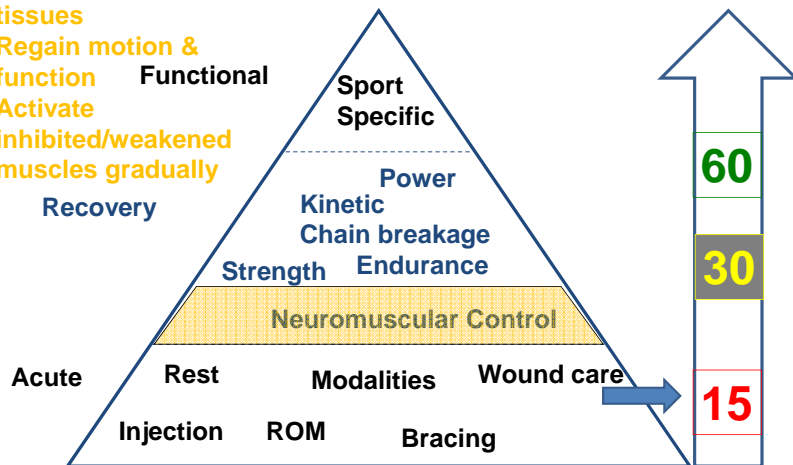 tissues
Regain motion &
function
Activate
inhibited/weakened
muscles gradually
Functional
Sport
Specific
60
Recovery
Power
Kinetic
Chain breakage
Strength
Endurance
30
Neuromuscular Control
Acute
Rest
Modalities
Wound care
15
Injection
ROM
Bracing